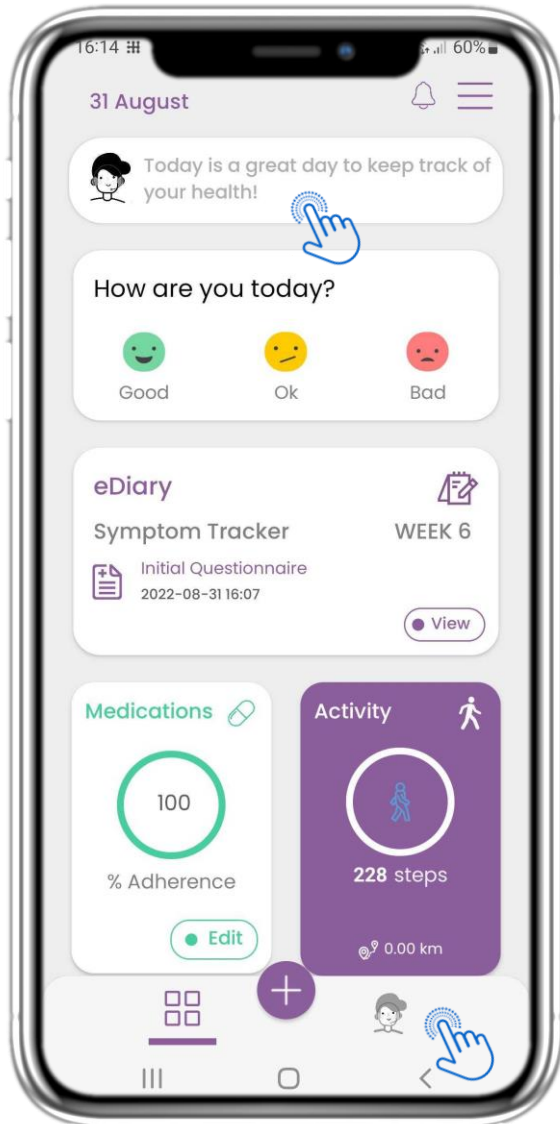 16:14
60%
31 August
Today is a great day to keep track of
your health!
How are you today?
Good Ok Bad
eDiary
Symptom Tracker WEEK 6
Initial Questionnaire
2022-08-31 16:07
View
Medications
100
% Adherence
Edit
Activity
228 steps
0.00 km